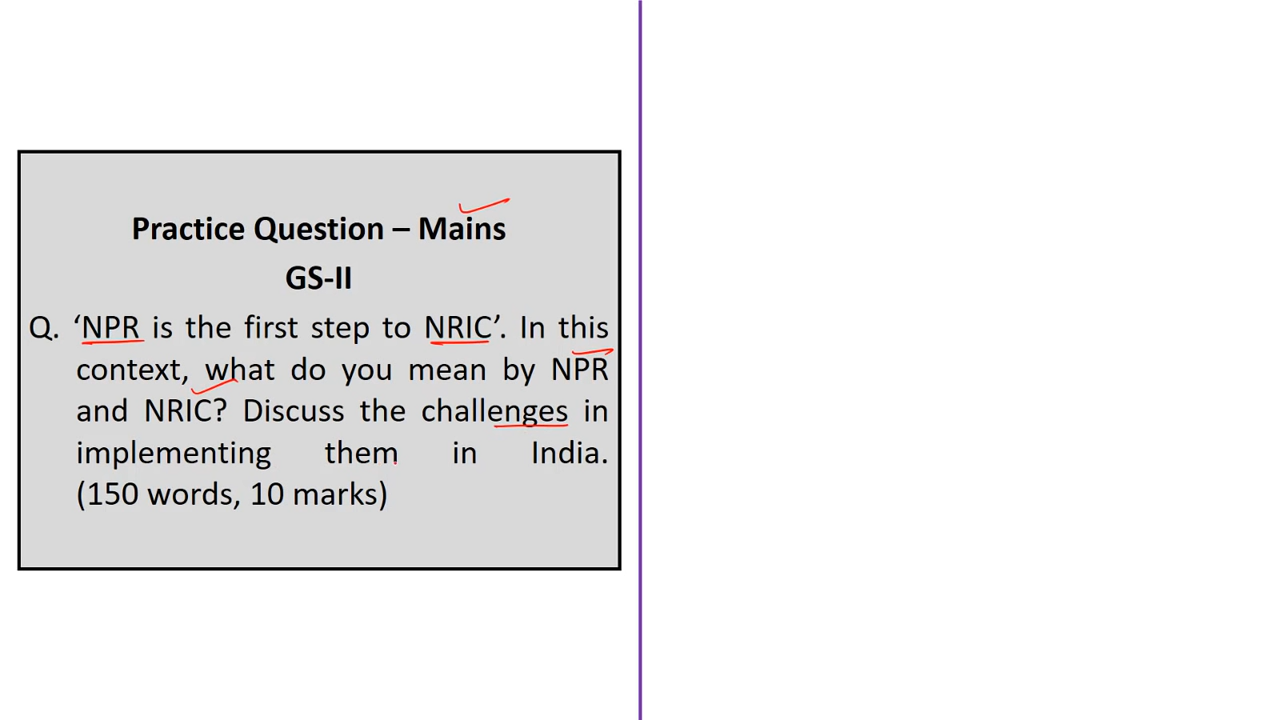 Practice Question – Mains
GS-II
Q. ‘NPR is the first step to NRIC’. In this
context, what do you mean by NPR
and NRIC? Discuss the challenges in
implementing them in India.
(150 words, 10 marks)